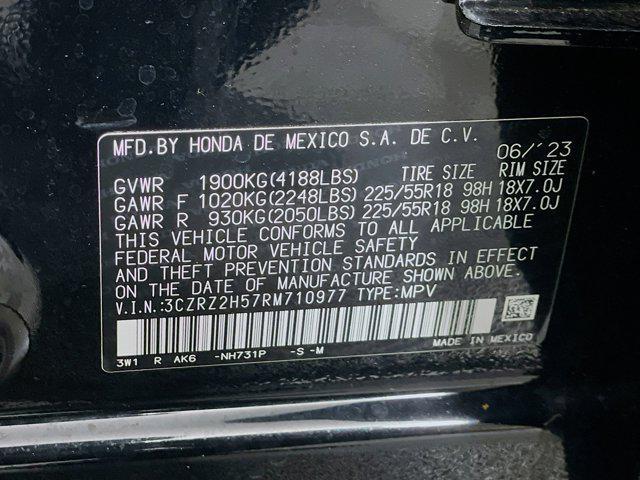 MFD.BY HONDA DE MEXICO S.A. DE C.V. 06/´23
GVWR 1900KG(4188LBS) TIRE SIZE RIM SIZE
GAWR F 1020KG(2248LBS) 225/55R18 98H 18X7.0J
GAWR R 930KG(2050LBS) 225/55R18 98H 18X7.0J
THIS VEHICLE CONFORMS TO ALL APPLICABLE
FEDERAL MOTOR VEHICLE SAFETY
AND THEFT PREVENTION STANDARDS IN EFFECT
ON THE DATE OF MANUFACTURE SHOWN ABOVE.
V.I.N.:3CZRZ2H57RM710977 TYPE:MPV
3W1 R AK6 -NH731P -S -M MADE IN MEXICO